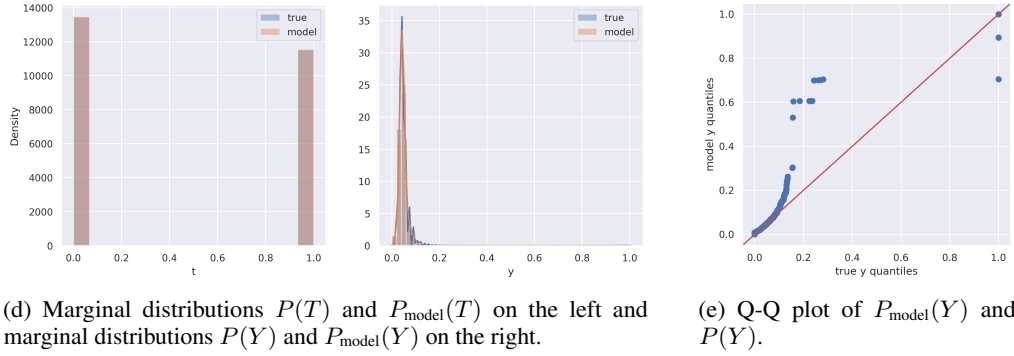 14000
12000
10000
8000
6000
4000
2000
0
Density
0.0 0.2 0.4 0.6 0.8 1.0
t
true
model
35
30
25
20
15
10
5
0
0.0 0.2 0.4 0.6 0.8 1.0
y
true
model
1.0
0.8
0.6
0.4
0.2
0.0
model y quantiles
0.0 0.2 0.4 0.6 0.8 1.0
true y quantiles
(d) Marginal distributions P(T) and P_model(T) on the left and
marginal distributions P(Y) and P_model(Y) on the right.
(e) Q-Q plot of P_model(Y) and
P(Y).